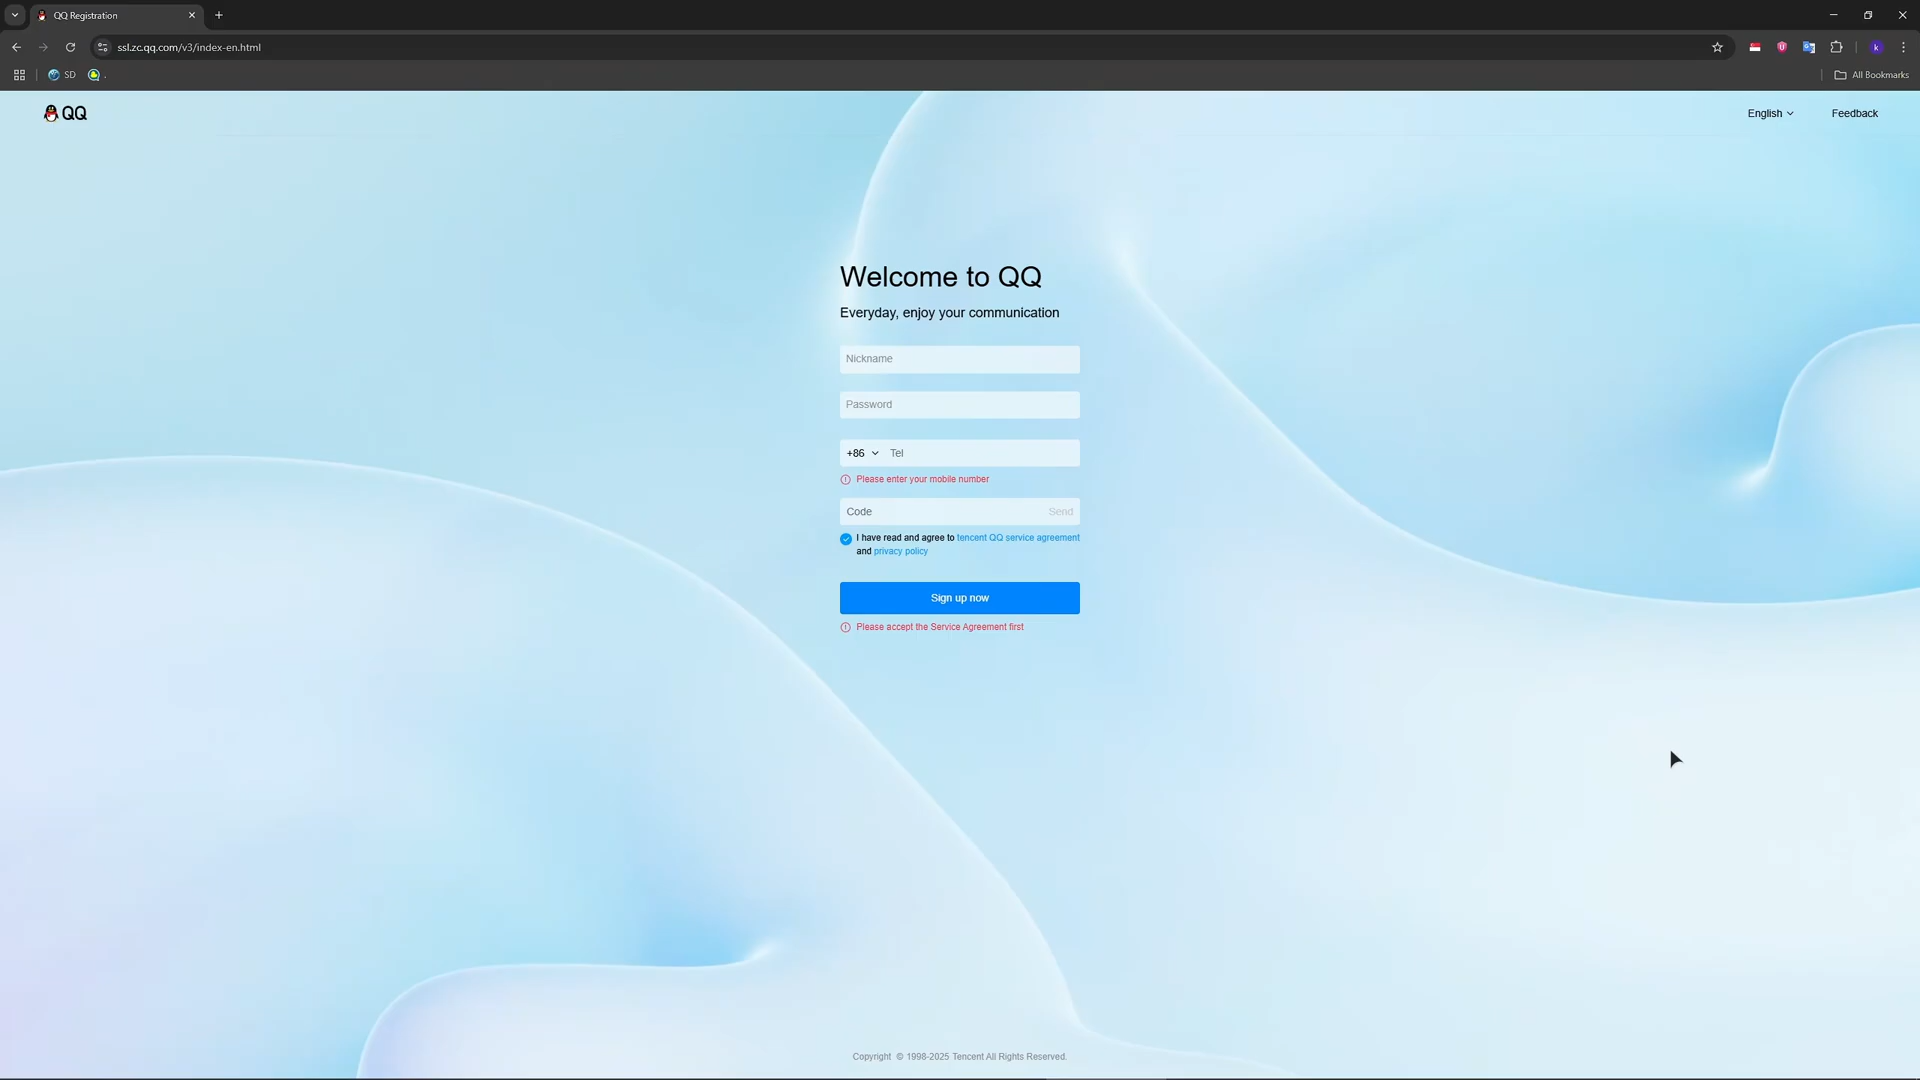 QQ Registration
ssl.zc.qq.com/v3/index-en.html
SD
.
All Bookmarks
QQ
English
Feedback
Welcome to QQ
Everyday, enjoy your communication
Nickname
Password
+86
Tel
Please enter your mobile number
Code
Send
I have read and agree to tencent QQ service agreement
and privacy policy
Sign up now
Please accept the Service Agreement first
Copyright © 1998-2025 Tencent All Rights Reserved.